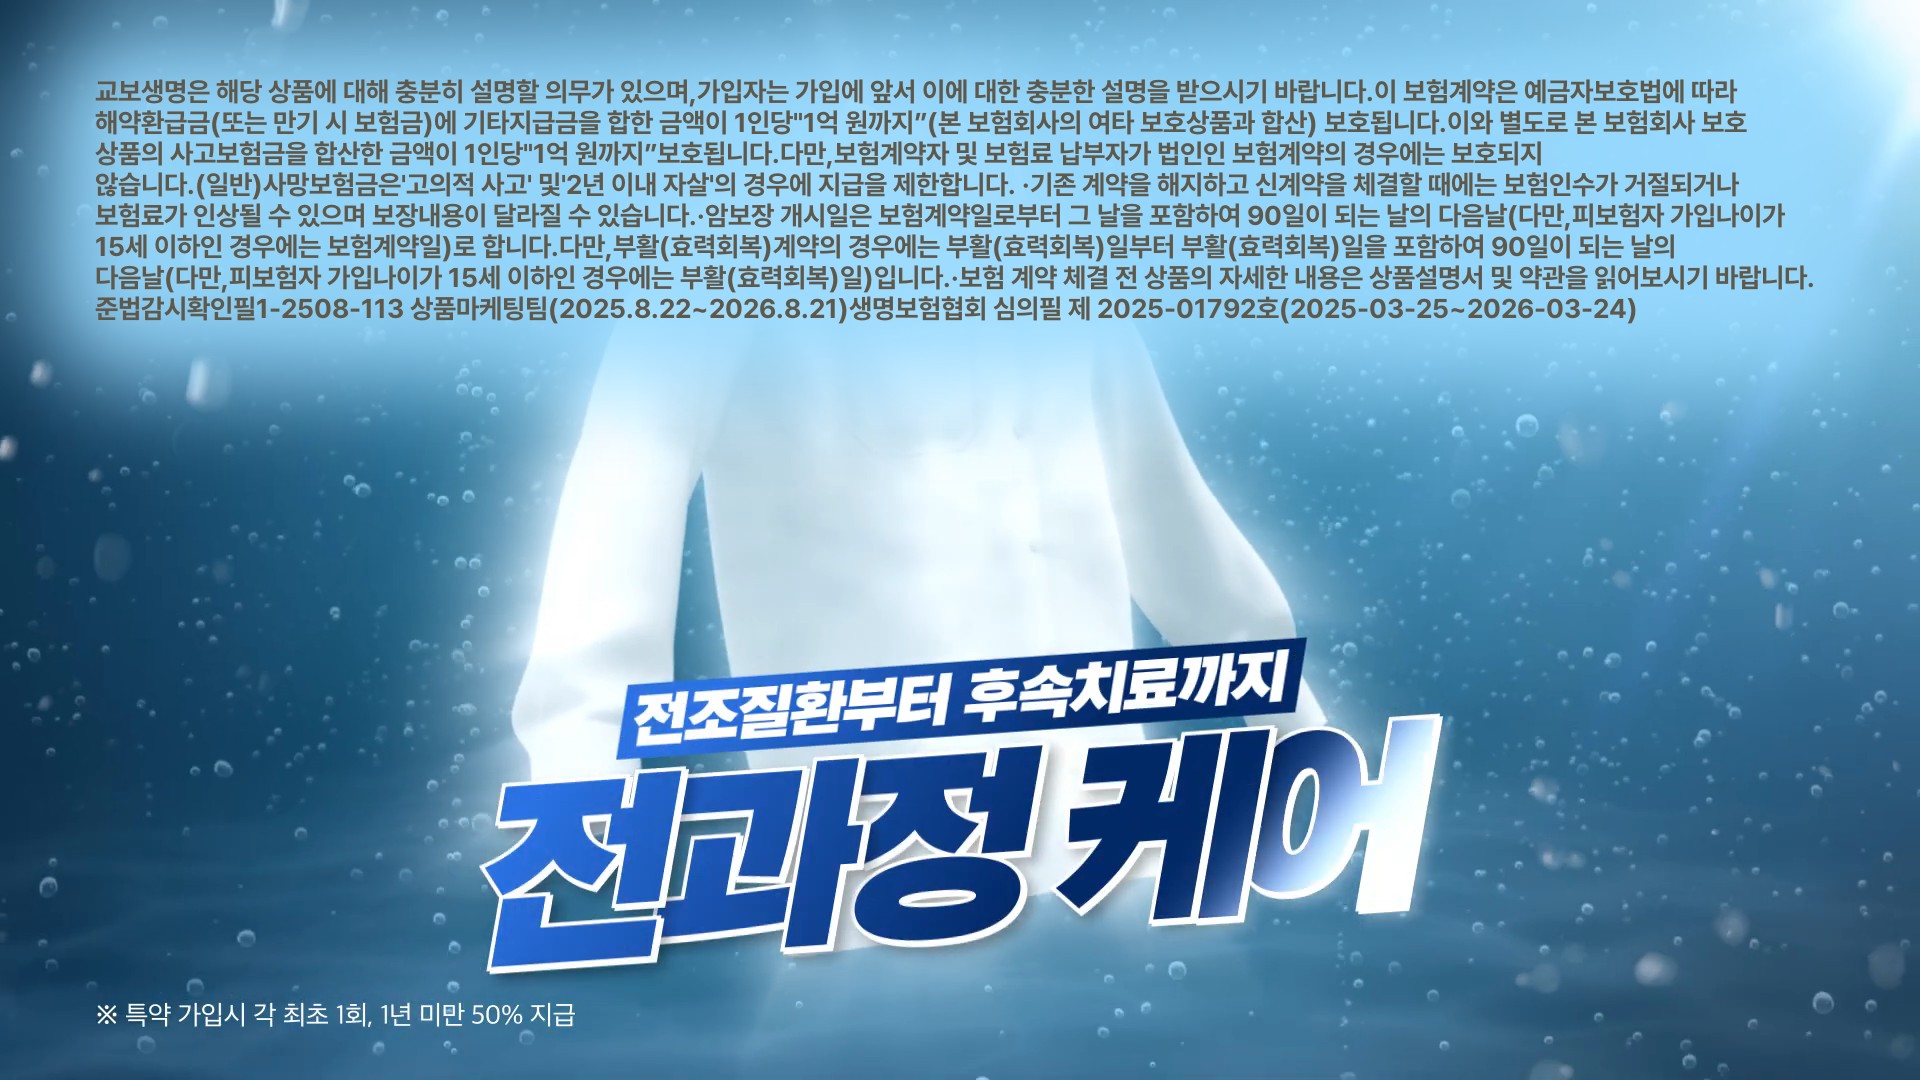 교보생명은 해당 상품에 대해 충분히 설명할 의무가 있으며,가입자는 가입에 앞서 이에 대한 충분한 설명을 받으시기 바랍니다.이 보험계약은 예금자보호법에 따라
해약환급금(또는 만기 시 보험금)에 기타지급금을 합한 금액이 1인당"1억 원까지”(본 보험회사의 여타 보호상품과 합산) 보호됩니다.이와 별도로 본 보험회사 보호
상품의 사고보험금을 합산한 금액이 1인당"1억 원까지”보호됩니다.다만,보험계약자 및 보험료 납부자가 법인인 보험계약의 경우에는 보호되지
않습니다.(일반)사망보험금은'고의적 사고' 및'2년 이내 자살'의 경우에 지급을 제한합니다. ·기존 계약을 해지하고 신계약을 체결할 때에는 보험인수가 거절되거나
보험료가 인상될 수 있으며 보장내용이 달라질 수 있습니다.·암보장 개시일은 보험계약일로부터 그 날을 포함하여 90일이 되는 날의 다음날(다만,피보험자 가입나이가
15세 이하인 경우에는 보험계약일)로 합니다.다만,부활(효력회복)계약의 경우에는 부활(효력회복)일부터 부활(효력회복)일을 포함하여 90일이 되는 날의
다음날(다만,피보험자 가입나이가 15세 이하인 경우에는 부활(효력회복)일)입니다.·보험 계약 체결 전 상품의 자세한 내용은 상품설명서 및 약관을 읽어보시기 바랍니다.
준법감시확인필1-2508-113 상품마케팅팀(2025.8.22~2026.8.21)생명보험협회 심의필 제 2025-01792호(2025-03-25~2026-03-24)
전조질환부터 후속치료까지
전과정 케어
※ 특약 가입시 각 최초 1회, 1년 미만 50% 지급